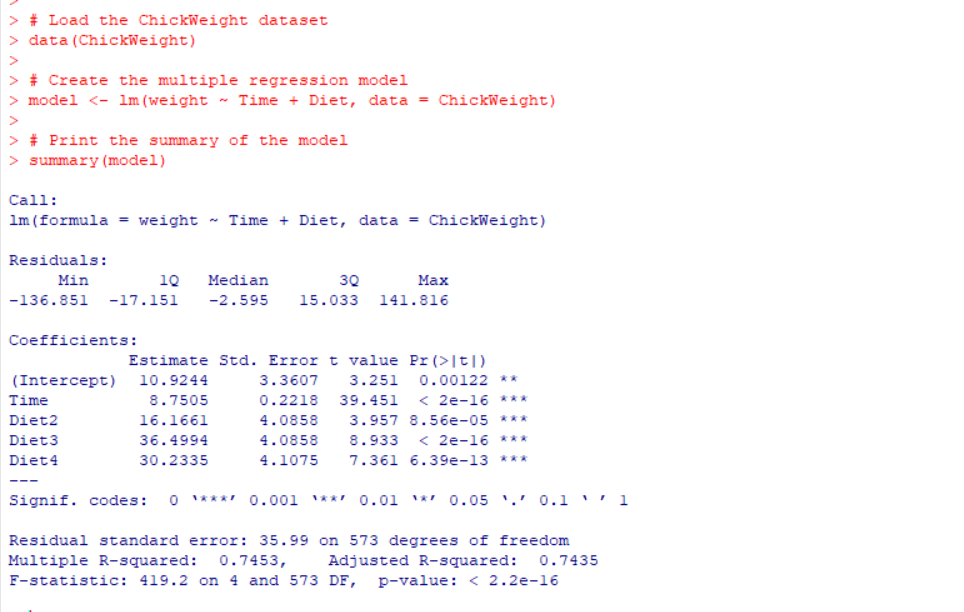 >
> # Load the ChickWeight dataset
> data(ChickWeight)
>
> # Create the multiple regression model
> model <- lm(weight ~ Time + Diet, data = ChickWeight)
>
> # Print the summary of the model
> summary(model)
Call:
lm(formula = weight ~ Time + Diet, data = ChickWeight)
Residuals:
     Min       1Q   Median       3Q      Max
-136.851  -17.151   -2.595   15.033  141.816
Coefficients:
            Estimate Std. Error t value Pr(>|t|)
(Intercept)  10.9244     3.3607   3.251  0.00122 **
Time          8.7505     0.2218  39.451  < 2e-16 ***
Diet2        16.1661     4.0858   3.957 8.56e-05 ***
Diet3        36.4994     4.0858   8.933  < 2e-16 ***
Diet4        30.2335     4.1075   7.361 6.39e-13 ***
---
Signif. codes:  0 ‘***’ 0.001 ‘**’ 0.01 ‘*’ 0.05 ‘.’ 0.1 ‘ ’ 1
Residual standard error: 35.99 on 573 degrees of freedom
Multiple R-squared:  0.7453,    Adjusted R-squared:  0.7435
F-statistic: 419.2 on 4 and 573 DF,  p-value: < 2.2e-16